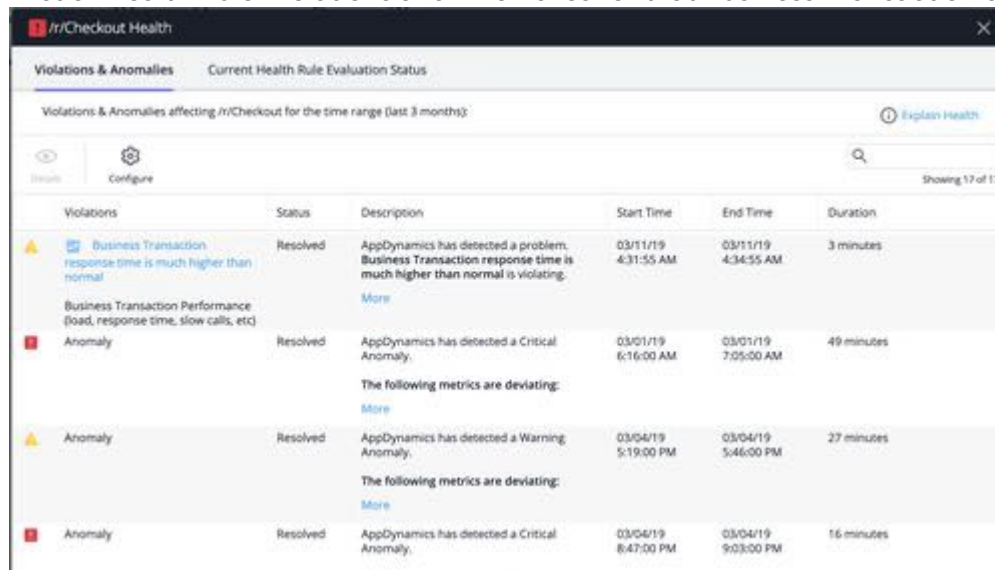 /r/Checkout Health
Violations & Anomalies Current Health Rule Evaluation Status
Violations & Anomalies affecting /r/Checkout for the time range (last 3 months):
Explain Health
Details Configure
Showing 17 of
Violations Status Description Start Time End Time Duration
Business Transaction response time is much higher than normal
Business Transaction Performance (load, response time, slow calls, etc)
Resolved
AppDynamics has detected a problem.
Business Transaction response time is
much higher than normal is violating.
More
03/11/19
4:31:55 AM
03/11/19
4:34:55 AM
3 minutes
Anomaly
Resolved
AppDynamics has detected a Critical
Anomaly.
The following metrics are deviating:
More
03/01/19
6:16:00 AM
03/01/19
7:05:00 AM
49 minutes
Anomaly
Resolved
AppDynamics has detected a Warning
Anomaly.
The following metrics are deviating:
More
03/04/19
5:19:00 PM
03/04/19
5:46:00 PM
27 minutes
Anomaly
Resolved
AppDynamics has detected a Critical
Anomaly.
03/04/19
8:47:00 PM
03/04/19
9:03:00 PM
16 minutes